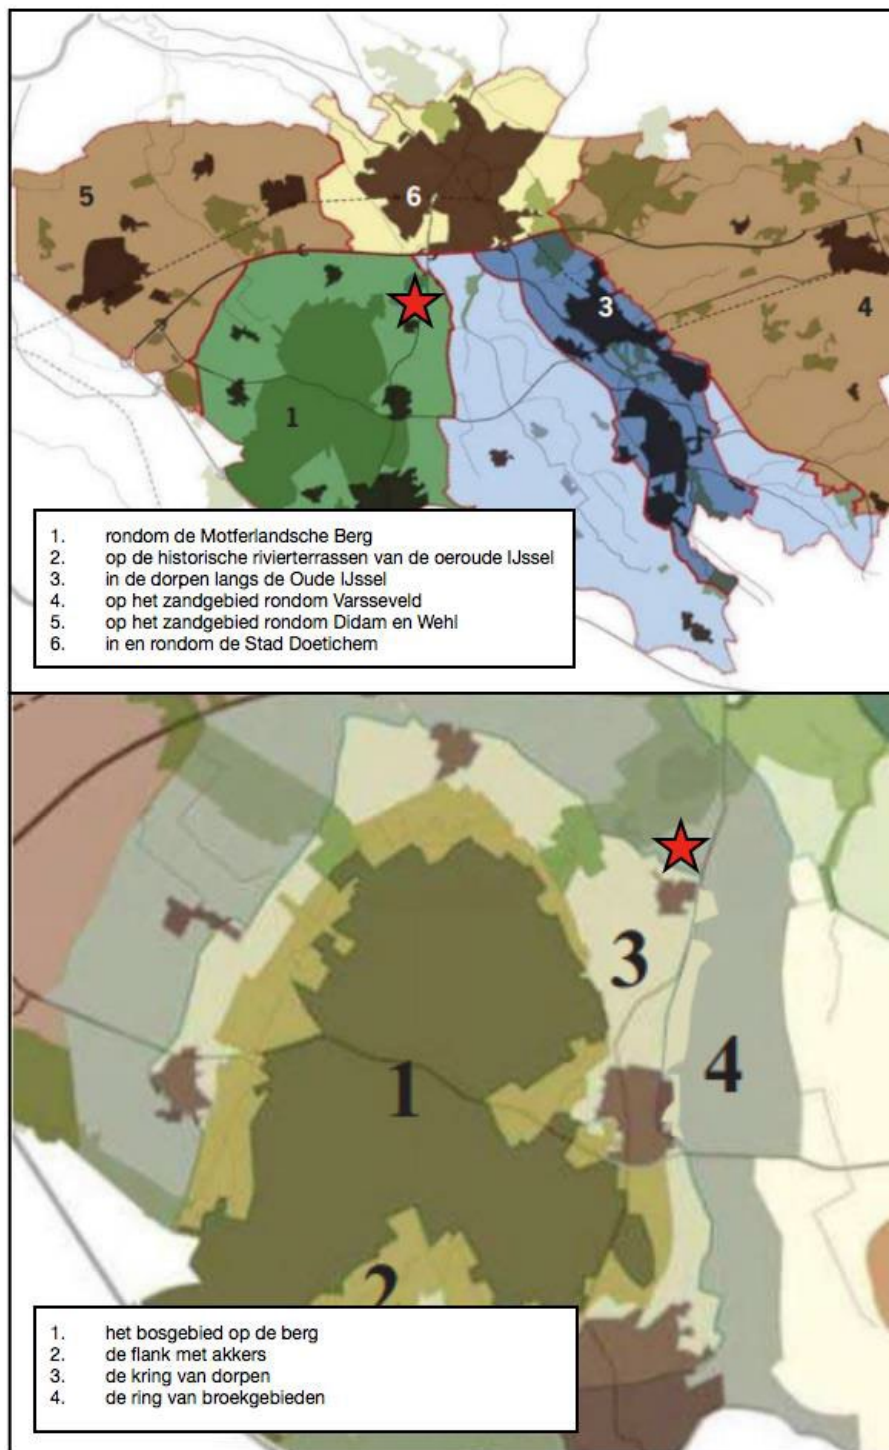 5
6
3
4
1
1. rondom de Motferlandsche Berg
2. op de historische rivierterrassen van de oeroude IJssel
3. in de dorpen langs de Oude IJssel
4. op het zandgebied rondom Varsseveld
5. op het zandgebied rondom Didam en Wehl
6. in en rondom de Stad Doetichem
3
1
4
2
1. het bosgebied op de berg
2. de flank met akkers
3. de kring van dorpen
4. de ring van broekgebieden